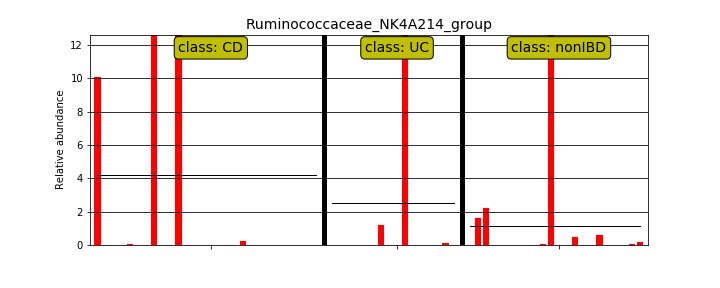 Ruminococcaceae_NK4A214_group
class: CD
class: UC
class: nonIBD
Relative abundance
12
10
8
6
4
2
0